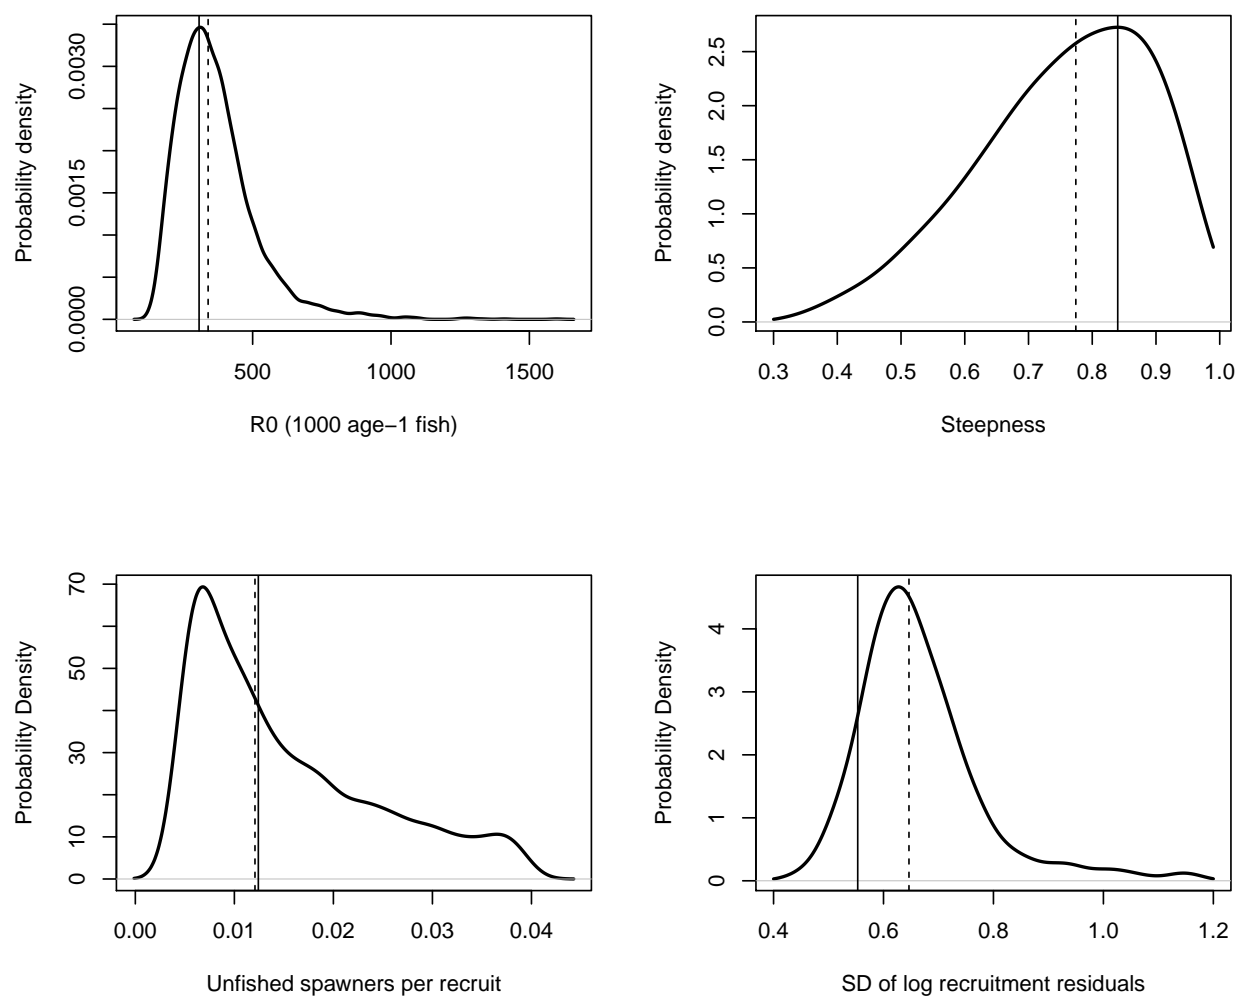 Probability density
0.0000 0.0015 0.0030
500 1000 1500
R0 (1000 age−1 fish)
Probability density
0.0 0.5 1.0 1.5 2.0 2.5
0.3 0.4 0.5 0.6 0.7 0.8 0.9 1.0
Steepness
Probability Density
0 10 30 50 70
0.00 0.01 0.02 0.03 0.04
Unfished spawners per recruit
Probability Density
0 1 2 3 4
0.4 0.6 0.8 1.0 1.2
SD of log recruitment residuals